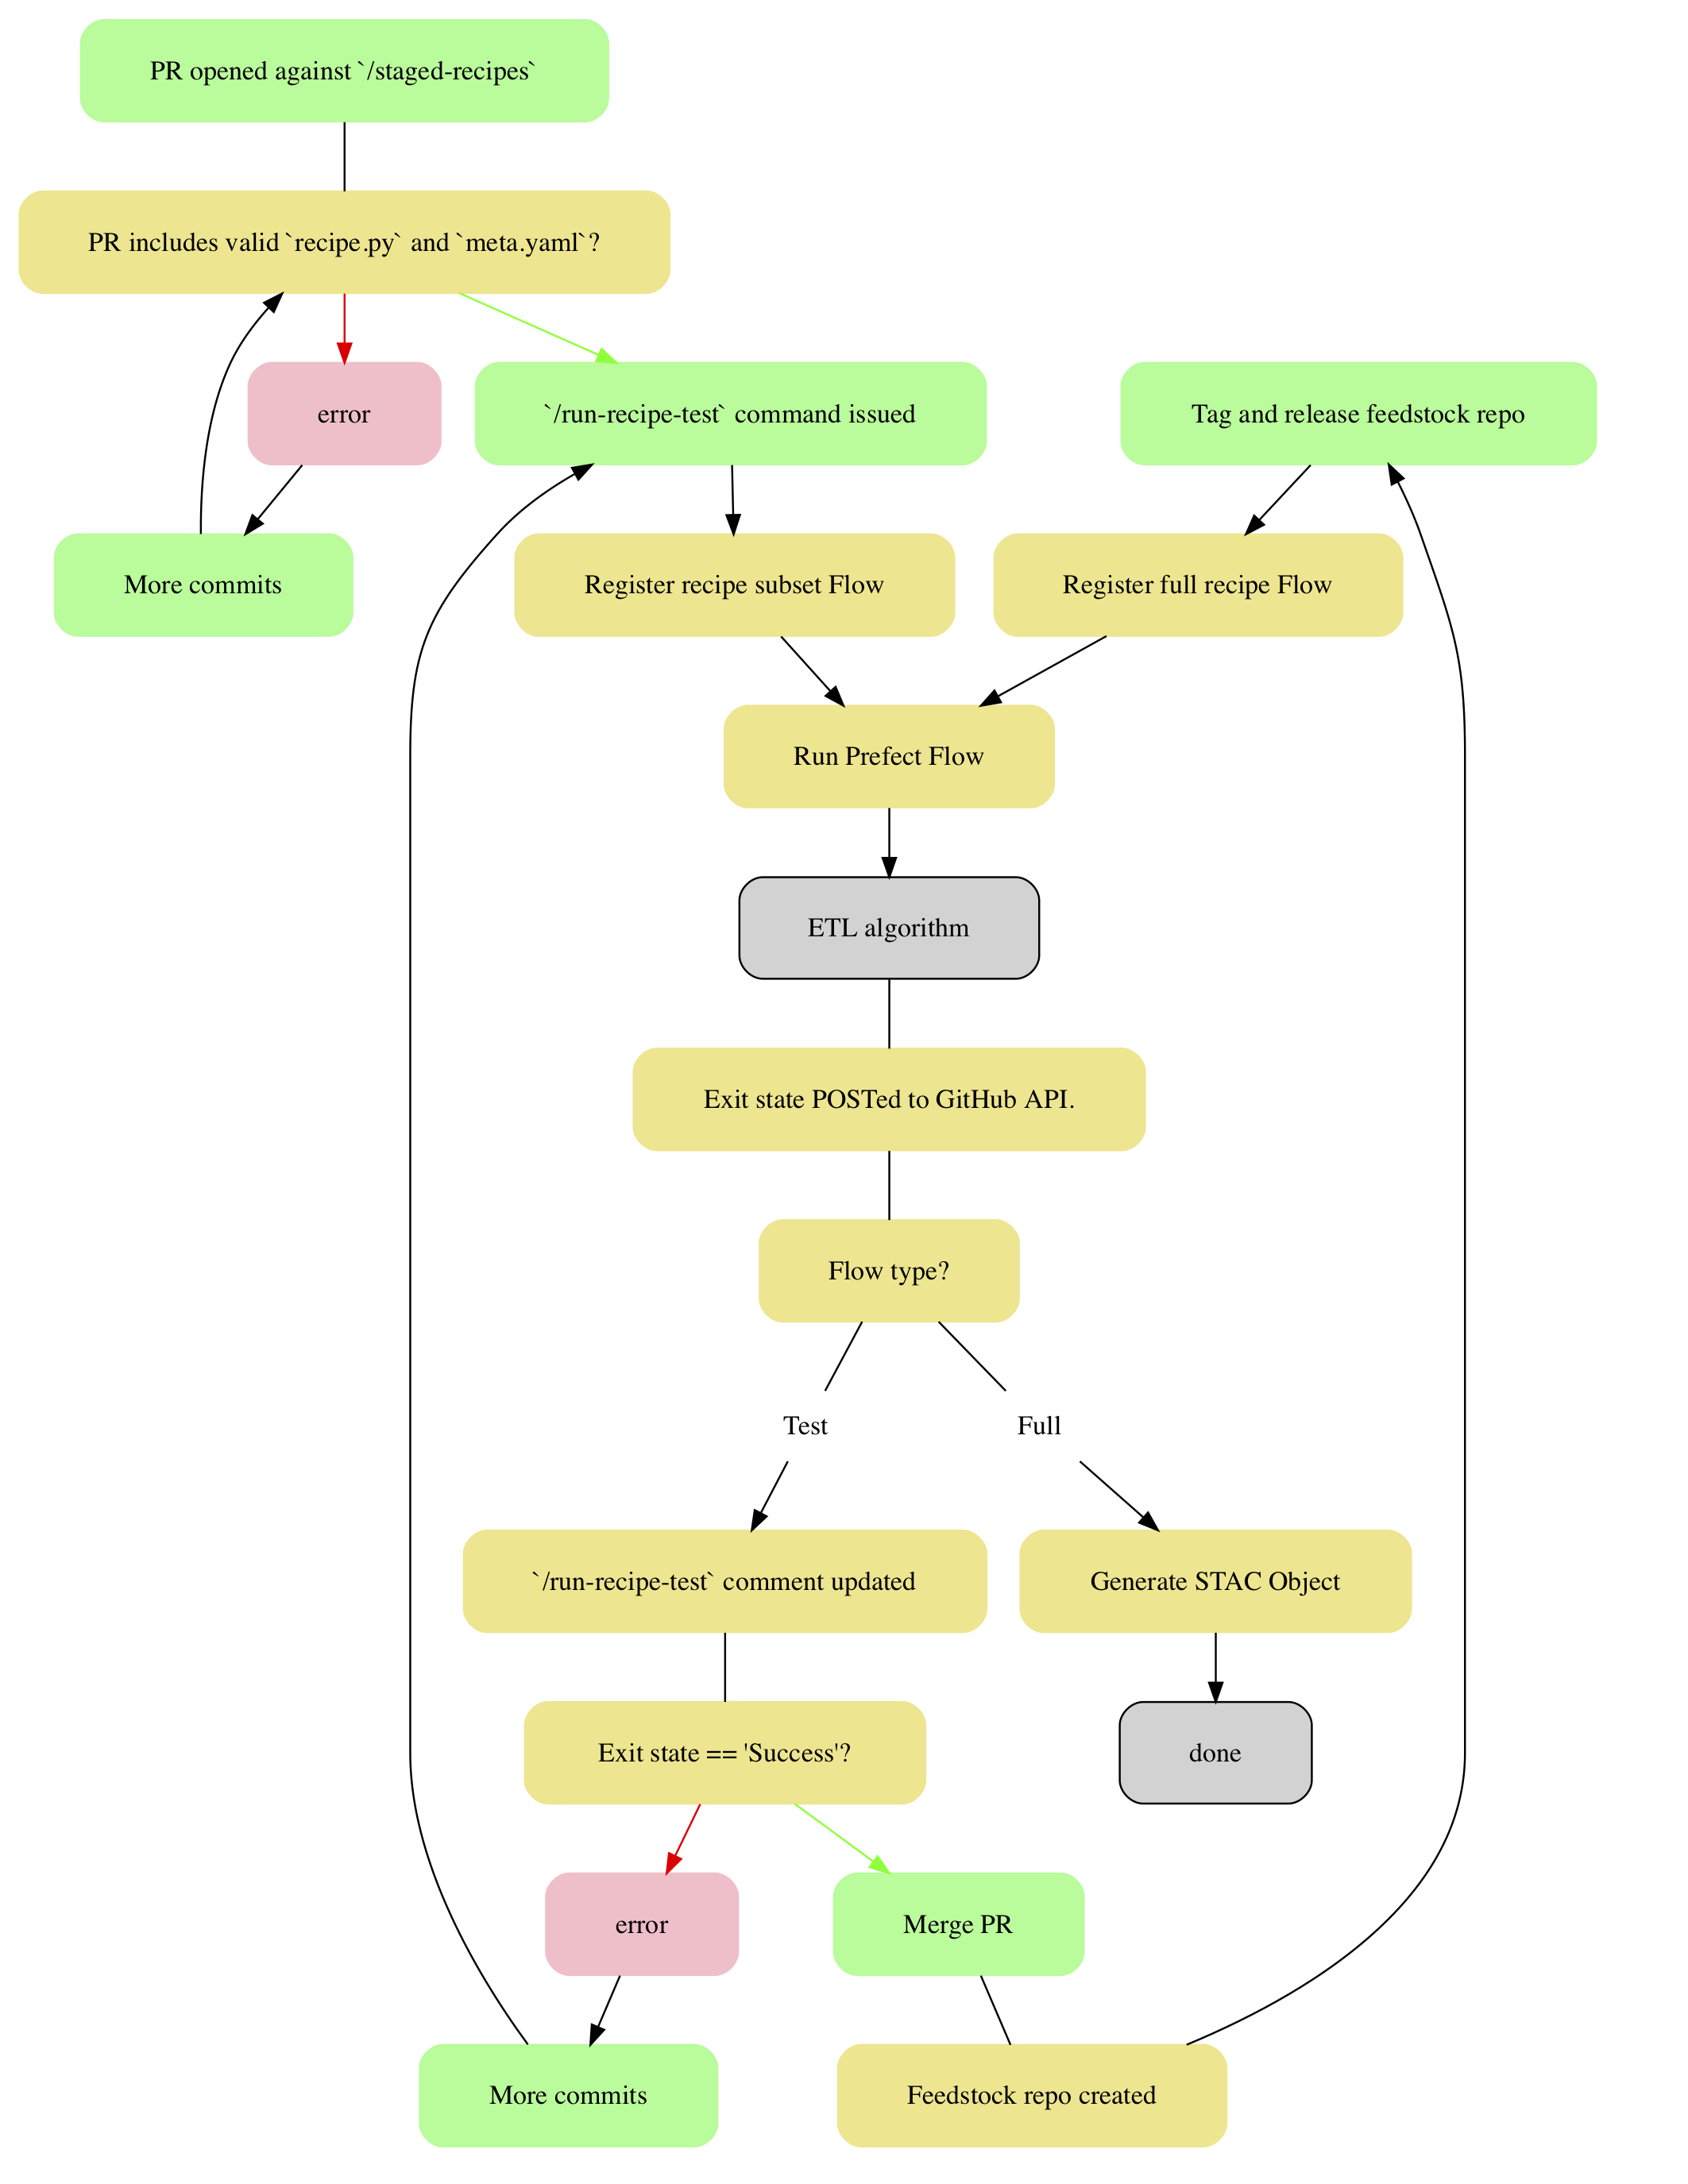 PR opened against `/staged-recipes`
PR includes valid `recipe.py` and `meta.yaml`?
error
`/run-recipe-test` command issued
Tag and release feedstock repo
More commits
Register recipe subset Flow
Register full recipe Flow
Run Prefect Flow
ETL algorithm
Exit state POSTed to GitHub API.
Flow type?
Test
Full
`/run-recipe-test` comment updated
Generate STAC Object
Exit state == 'Success'?
done
error
Merge PR
More commits
Feedstock repo created